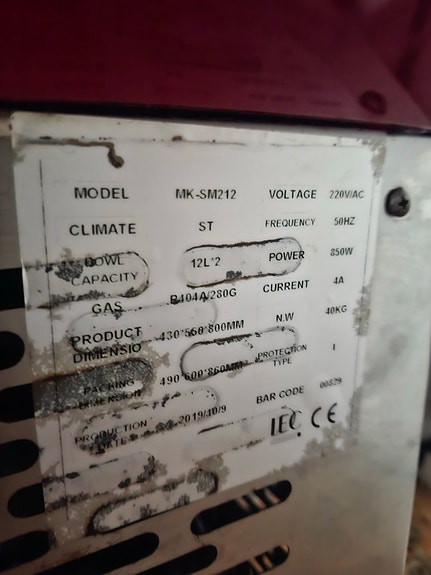 MODEL MK-SM212 VOLTAGE 220V/AC
CLIMATE ST FREQUENCY 50HZ
BOWL CAPACITY 12L*2 POWER 850W
GAS R404A/280G CURRENT 4A
PRODUCT DIMENSIO 430*560*800MM N.W 40KG
PACKING DIMENSION 490*600*860MM PROTECTION TYPE I
PRODUCTION DATE 2019/10/9 BAR CODE 00829
IEC CE